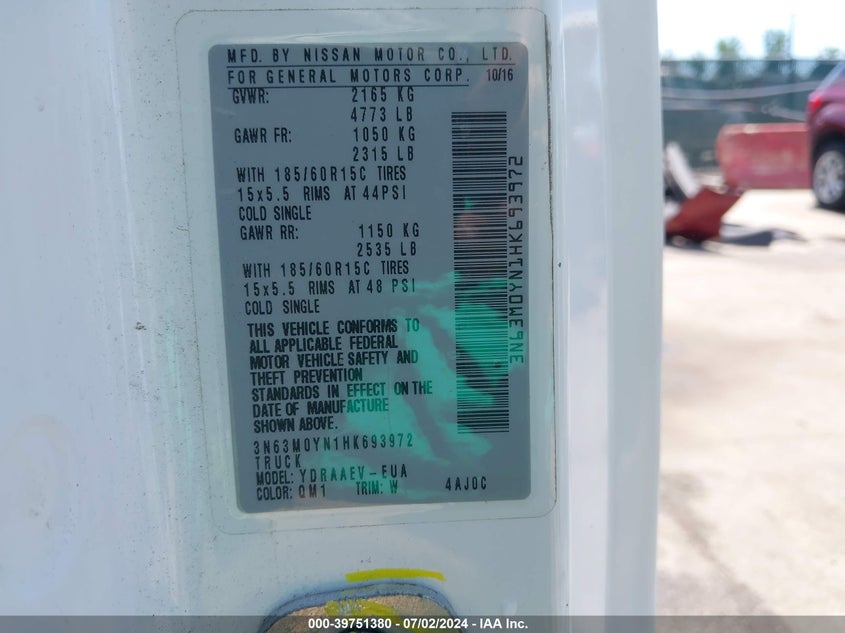 MFD. BY NISSAN MOTOR CO., LTD.
FOR GENERAL MOTORS CORP. 10/16
GVWR: 2165 KG
4773 LB
GAWR FR: 1050 KG
2315 LB
WITH 185/60R15C TIRES
15x5.5 RIMS AT 44PSI
COLD SINGLE
GAWR RR: 1150 KG
2535 LB
WITH 185/60R15C TIRES
15x5.5 RIMS AT 48 PSI
COLD SINGLE
THIS VEHICLE CONFORMS TO
ALL APPLICABLE FEDERAL
MOTOR VEHICLE SAFETY AND
THEFT PREVENTION
STANDARDS IN EFFECT ON THE
DATE OF MANUFACTURE
SHOWN ABOVE.
3N63M0YN1HK693972
TRUCK
MODEL: YDRAAEV-EUA
COLOR: QM1 TRIM: W 4AJ0C
3N63M0YN1HK693972
000-39751380 - 07/02/2024 - IAA Inc.